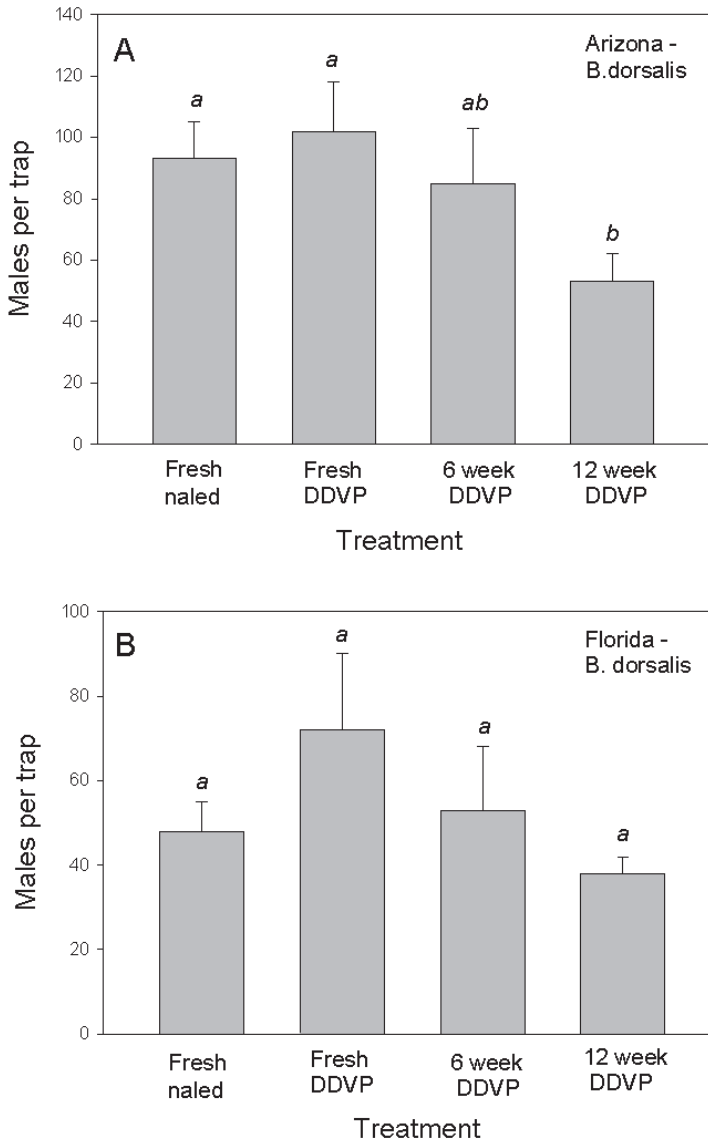 A
Arizona -
B.dorsalis
Males per trap
140
120
100
80
60
40
20
0
a
a
ab
b
Fresh
naled
Fresh
DDVP
6 week
DDVP
12 week
DDVP
Treatment
B
Florida -
B. dorsalis
Males per trap
100
80
60
40
20
0
a
a
a
a
Fresh
naled
Fresh
DDVP
6 week
DDVP
12 week
DDVP
Treatment